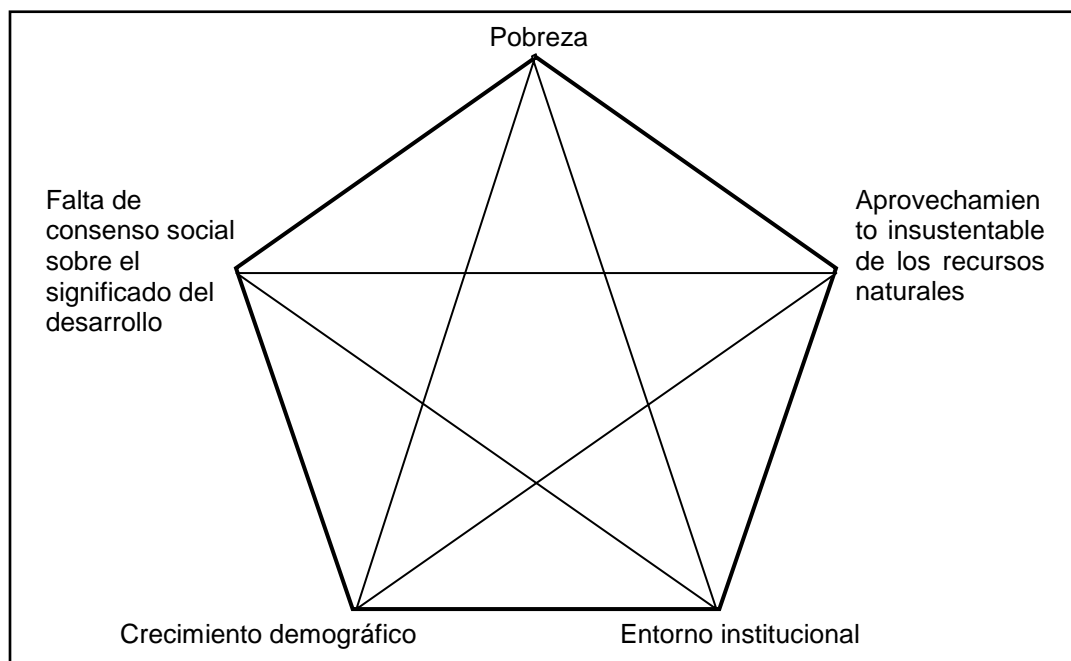 Pobreza
Falta de
consenso social
sobre el
significado del
desarrollo
Aprovechamien
to insustentable
de los recursos
naturales
Crecimiento demográfico
Entorno institucional